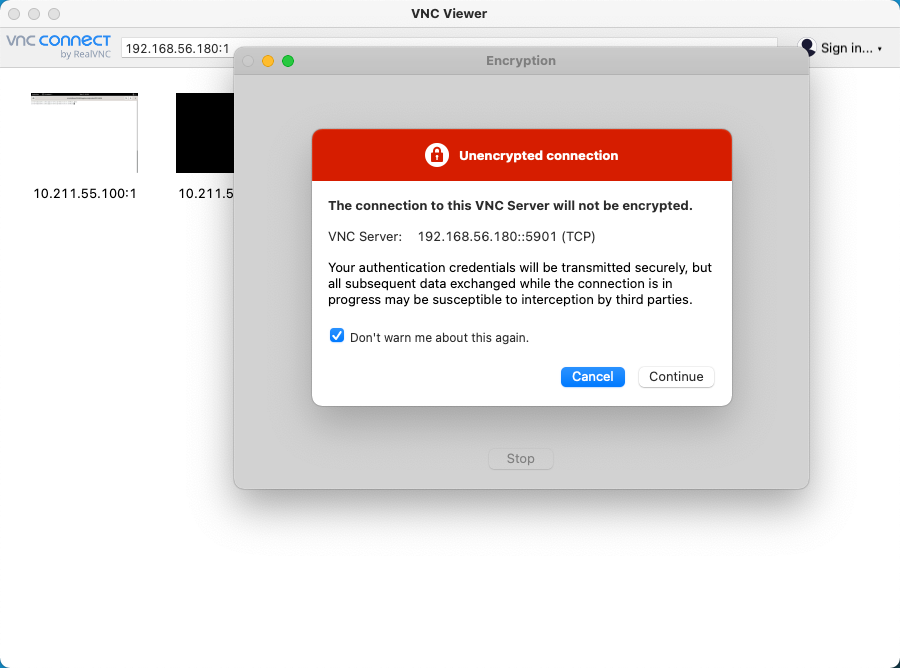 VNC Viewer
vnc connect
by RealVNC
192.168.56.180:1
Sign in...
Encryption
Unencrypted connection
The connection to this VNC Server will not be encrypted.
VNC Server: 192.168.56.180::5901 (TCP)
Your authentication credentials will be transmitted securely, but
all subsequent data exchanged while the connection is in
progress may be susceptible to interception by third parties.
Don't warn me about this again.
Cancel Continue
Stop
10.211.55.100:1
10.211.5